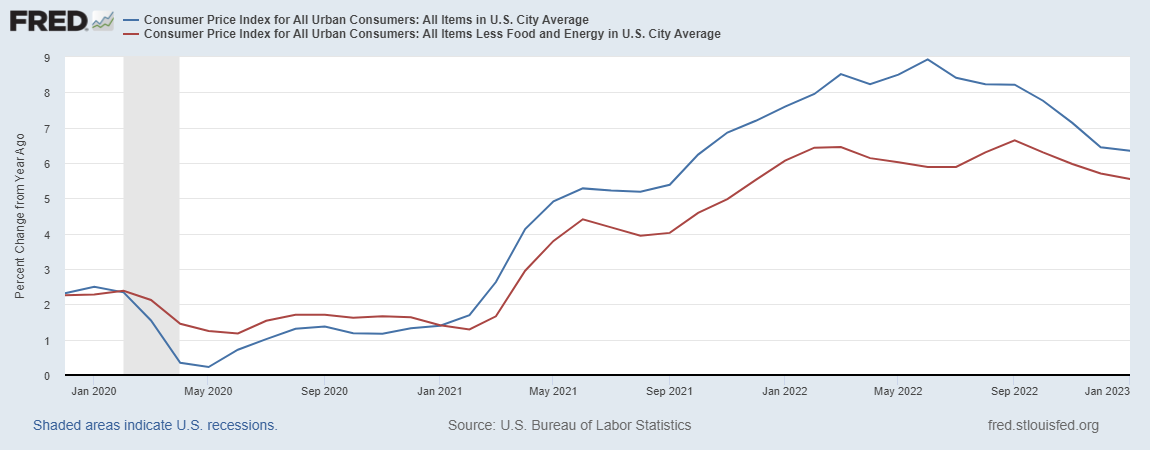 FRED
Consumer Price Index for All Urban Consumers: All Items in U.S. City Average
Consumer Price Index for All Urban Consumers: All Items Less Food and Energy in U.S. City Average
Percent Change from Year Ago
9
8
7
6
5
4
3
2
1
0
Jan 2020 May 2020 Sep 2020 Jan 2021 May 2021 Sep 2021 Jan 2022 May 2022 Sep 2022 Jan 2023
Shaded areas indicate U.S. recessions. Source: U.S. Bureau of Labor Statistics fred.stlouisfed.org